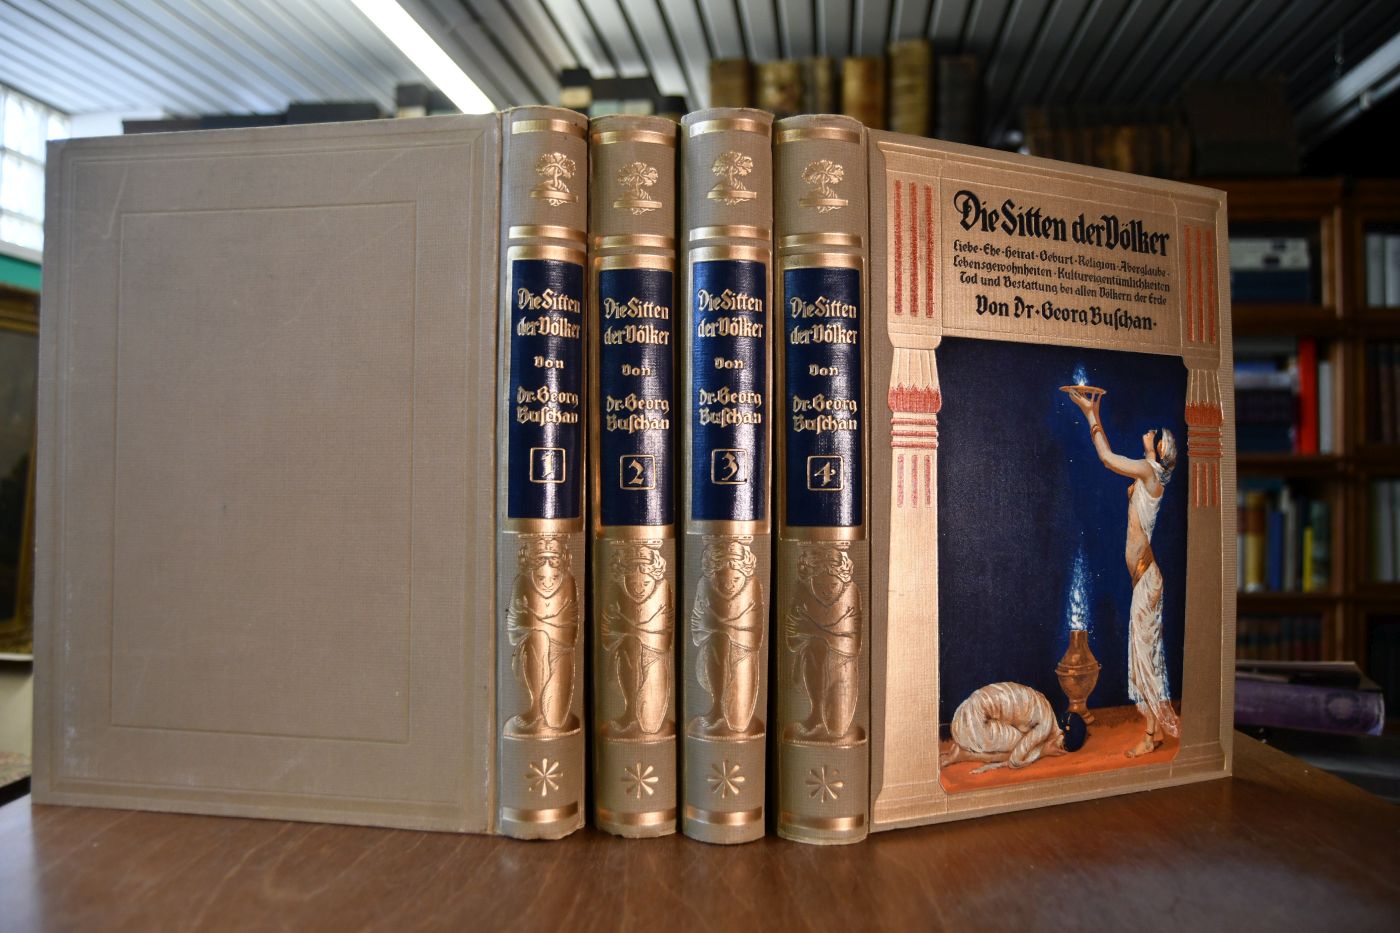 Die Sitten
der Völker
von
Dr. Georg
Buſchan
1
Die Sitten
der Völker
von
Dr. Georg
Buſchan
2
Die Sitten
der Völker
von
Dr. Georg
Buſchan
3
Die Sitten
der Völker
von
Dr. Georg
Buſchan
4
Die Sitten der Völker
Liebe · Ehe · Heirat · Geburt · Religion · Aberglaube ·
Lebensgewohnheiten · Kultureigentümlichkeiten
Tod und Beſtattung bei allen Völkern der Erde
Von Dr. Georg Buſchan ·